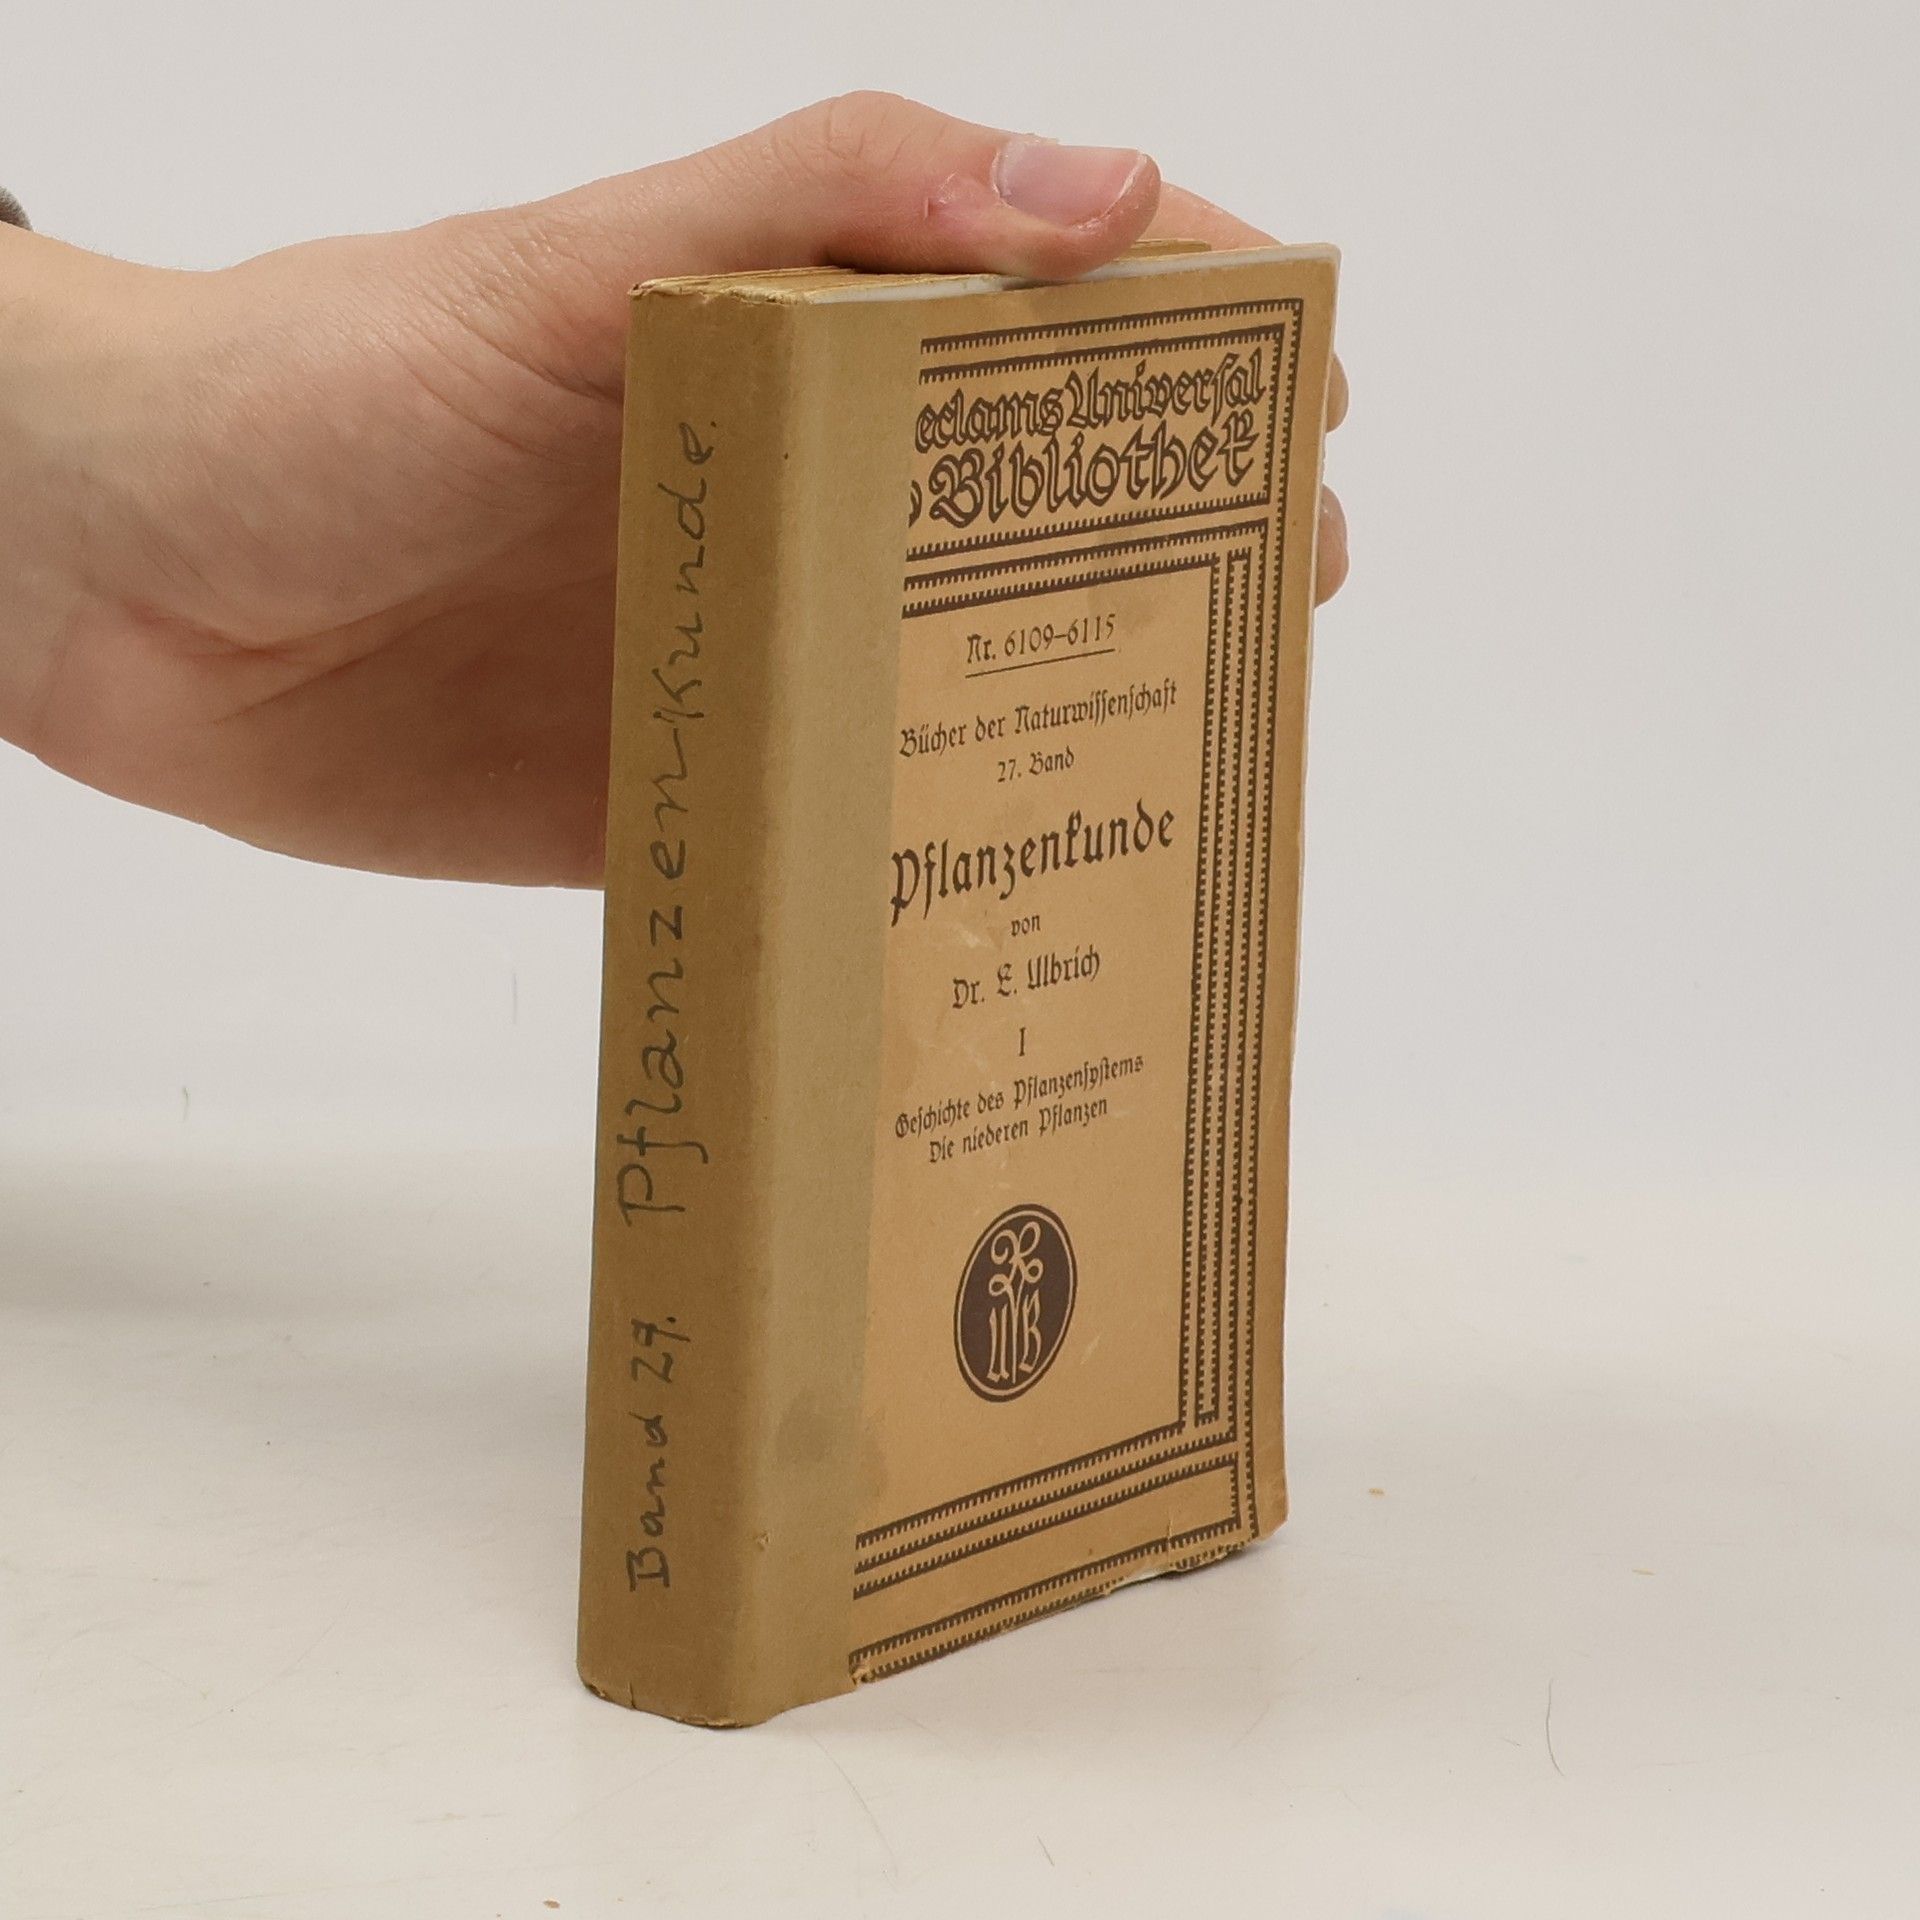 Band 27. Pflanzenkunde.
eclams Universal
Bibliothek
Nr. 6109–6115
Bücher der Naturwissenschaft
27. Band
Pflanzenkunde
von
Dr. E. Ulbrich
I
Geschichte des Pflanzensystems
Die niederen Pflanzen
R
UB